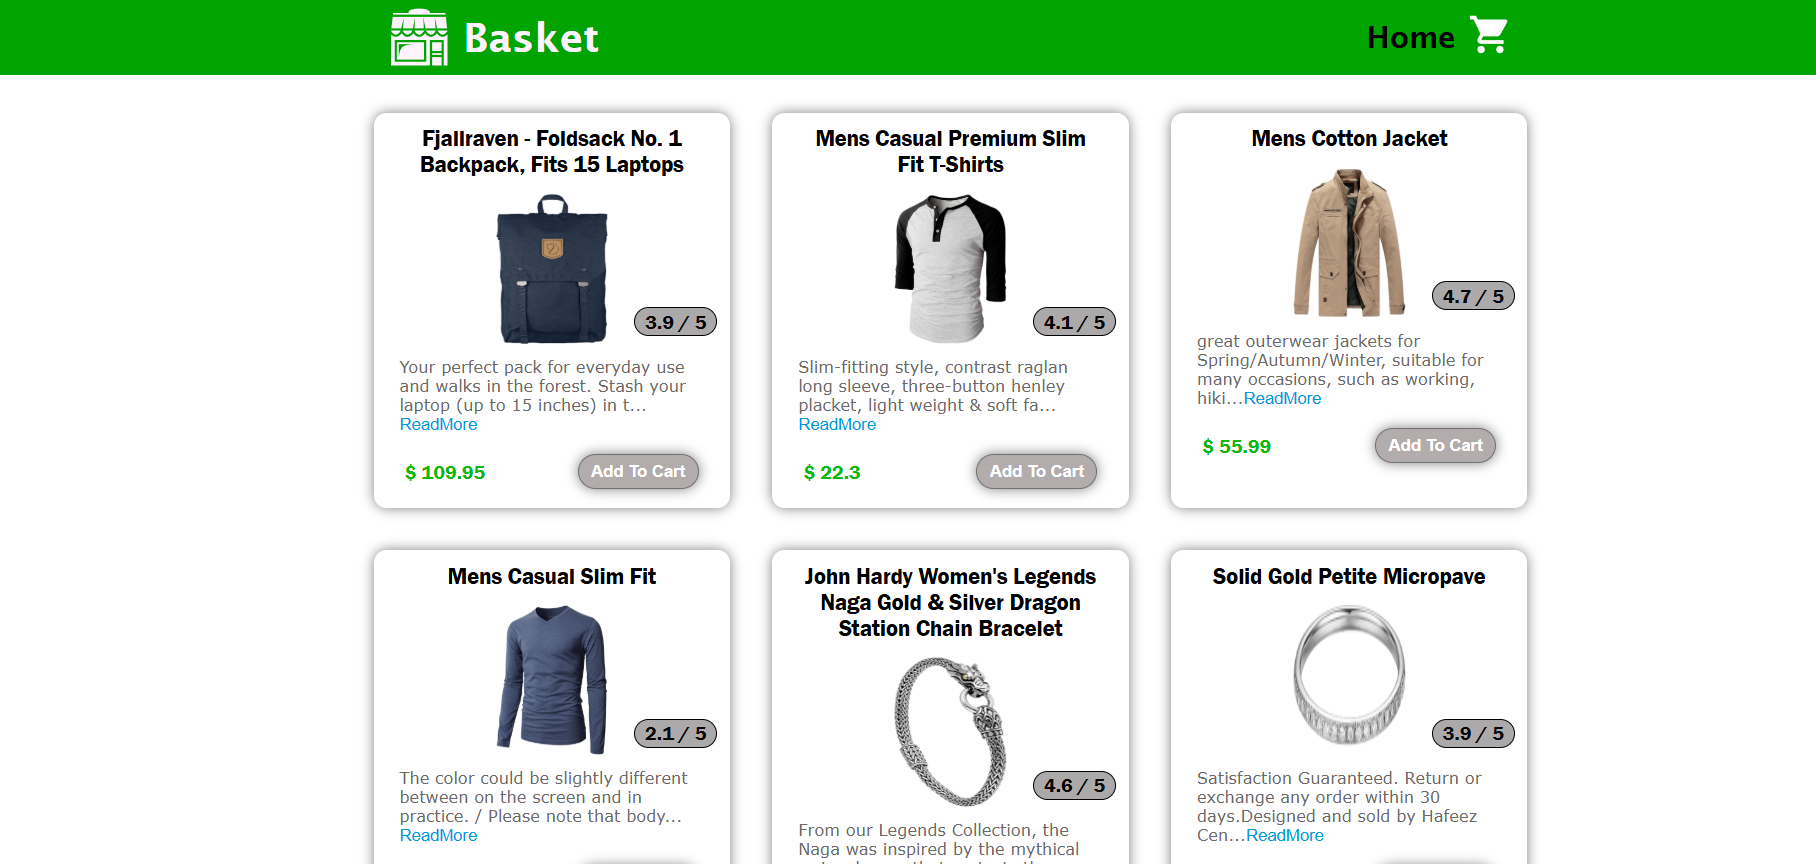 Basket
Home
Fjallraven - Foldsack No. 1
Backpack, Fits 15 Laptops
3.9 / 5
Your perfect pack for everyday use
and walks in the forest. Stash your
laptop (up to 15 inches) in t...
ReadMore
$ 109.95
Add To Cart
Mens Casual Premium Slim
Fit T-Shirts
4.1 / 5
Slim-fitting style, contrast raglan
long sleeve, three-button henley
placket, light weight & soft fa...
ReadMore
$ 22.3
Add To Cart
Mens Cotton Jacket
4.7 / 5
great outerwear jackets for
Spring/Autumn/Winter, suitable for
many occasions, such as working,
hiki...ReadMore
$ 55.99
Add To Cart
Mens Casual Slim Fit
2.1 / 5
The color could be slightly different
between on the screen and in
practice. / Please note that body...
ReadMore
John Hardy Women's Legends
Naga Gold & Silver Dragon
Station Chain Bracelet
4.6 / 5
From our Legends Collection, the
Naga was inspired by the mythical
Solid Gold Petite Micropave
3.9 / 5
Satisfaction Guaranteed. Return or
exchange any order within 30
days.Designed and sold by Hafeez
Cen...ReadMore